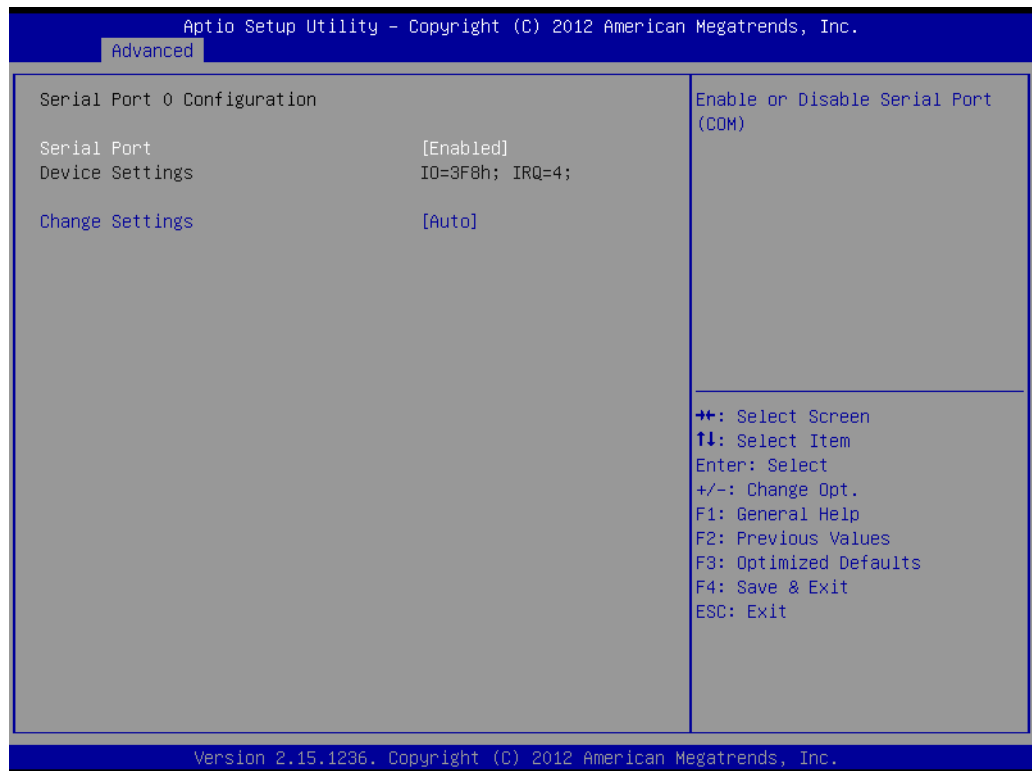 Aptio Setup Utility – Copyright (C) 2012 American Megatrends, Inc.
Advanced
Serial Port 0 Configuration
Serial Port [Enabled]
Device Settings IO=3F8h; IRQ=4;
Change Settings [Auto]
Enable or Disable Serial Port
(COM)
→←: Select Screen
↑↓: Select Item
Enter: Select
+/-: Change Opt.
F1: General Help
F2: Previous Values
F3: Optimized Defaults
F4: Save & Exit
ESC: Exit
Version 2.15.1236. Copyright (C) 2012 American Megatrends, Inc.